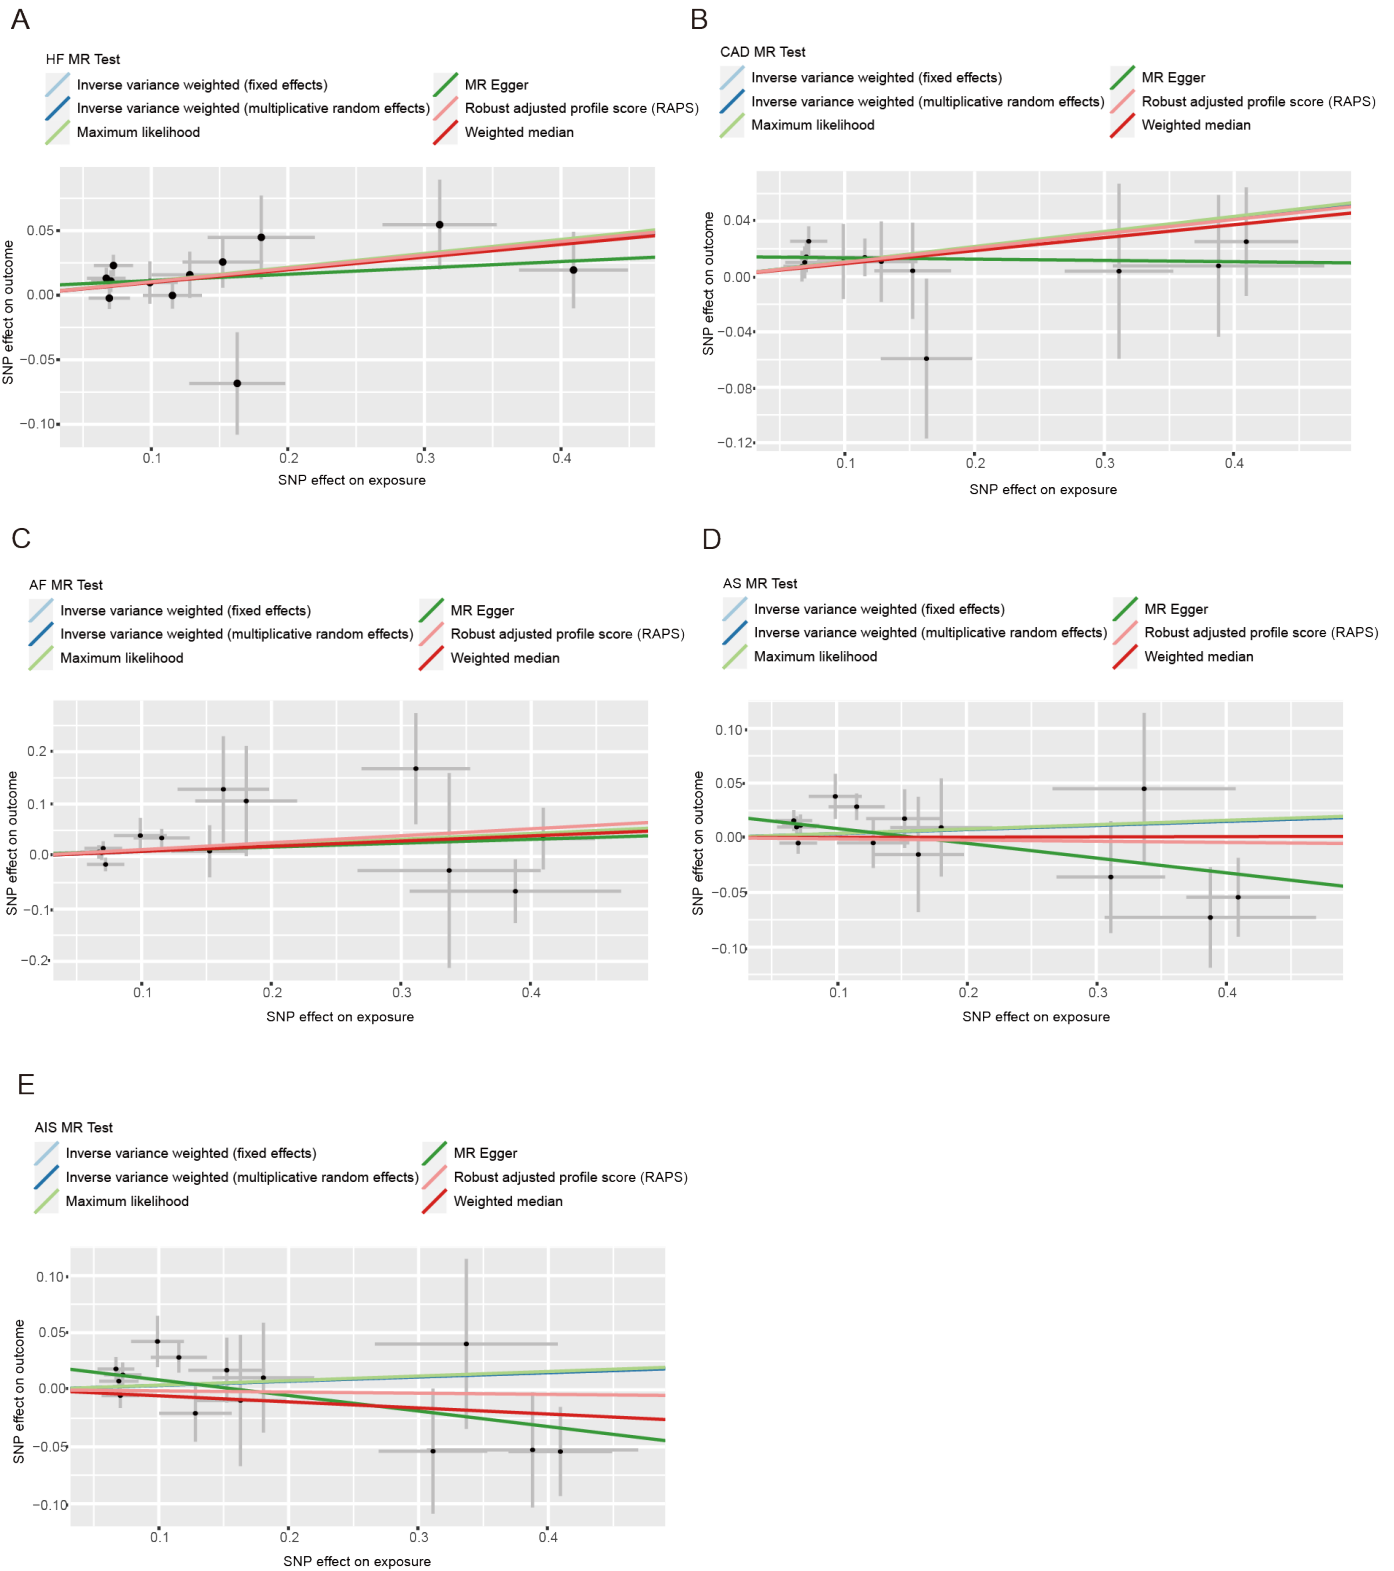 A
HF MR Test
Inverse variance weighted (fixed effects)
Inverse variance weighted (multiplicative random effects)
Maximum likelihood
MR Egger
Robust adjusted profile score (RAPS)
Weighted median
SNP effect on outcome
0.05
0.00
−0.05
−0.10
0.1 0.2 0.3 0.4
SNP effect on exposure
B
CAD MR Test
Inverse variance weighted (fixed effects)
Inverse variance weighted (multiplicative random effects)
Maximum likelihood
MR Egger
Robust adjusted profile score (RAPS)
Weighted median
SNP effect on outcome
0.04
0.00
−0.04
−0.08
−0.12
0.1 0.2 0.3 0.4
SNP effect on exposure
C
AF MR Test
Inverse variance weighted (fixed effects)
Inverse variance weighted (multiplicative random effects)
Maximum likelihood
MR Egger
Robust adjusted profile score (RAPS)
Weighted median
SNP effect on outcome
0.2
0.1
0.0
−0.1
−0.2
0.1 0.2 0.3 0.4
SNP effect on exposure
D
AS MR Test
Inverse variance weighted (fixed effects)
Inverse variance weighted (multiplicative random effects)
Maximum likelihood
MR Egger
Robust adjusted profile score (RAPS)
Weighted median
SNP effect on outcome
0.10
0.05
0.00
−0.05
−0.10
0.1 0.2 0.3 0.4
SNP effect on exposure
E
AIS MR Test
Inverse variance weighted (fixed effects)
Inverse variance weighted (multiplicative random effects)
Maximum likelihood
MR Egger
Robust adjusted profile score (RAPS)
Weighted median
SNP effect on outcome
0.10
0.05
0.00
−0.05
−0.10
0.1 0.2 0.3 0.4
SNP effect on exposure